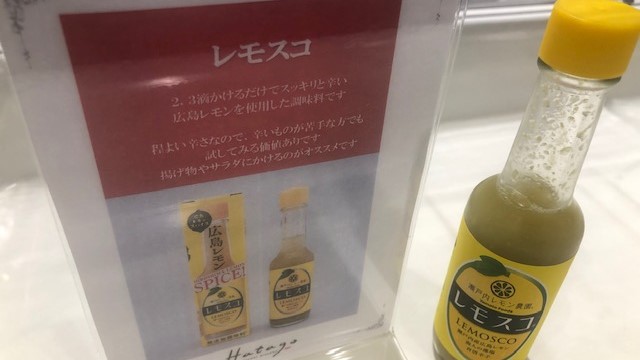 レモスコ
2、3滴かけるだけでスッキリと辛い
広島レモンを使用した調味料です
程よい辛さなので、辛いものが苦手な方でも
試してみる価値ありです
揚げ物やサラダにかけるのがオススメです
広島レモン
SPICE!
レモスコ
レモスコ
LEMOSCO
Hatago
瀬戸内レモン農園
レモスコ
LEMOSCO